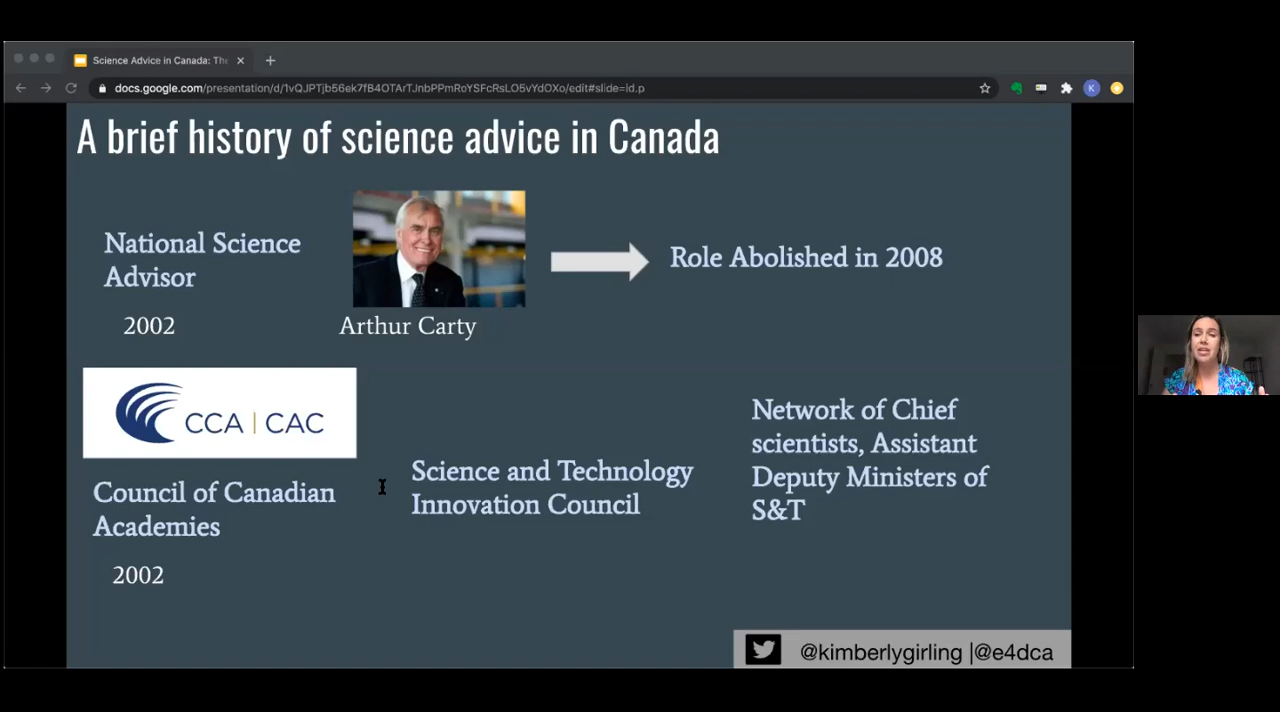 Science Advice in Canada: The
docs.google.com/presentation/d/1vQJPTjb56ek7fB4OTArTJnbPPmRoYSFcRsLO5vYdOXo/edit#slide=id.p
K
A brief history of science advice in Canada
National Science
Advisor
2002
Arthur Carty
Role Abolished in 2008
CCA | CAC
Council of Canadian
Academies
2002
Science and Technology
Innovation Council
Network of Chief
scientists, Assistant
Deputy Ministers of
S&T
@kimberlygirling |@e4dca